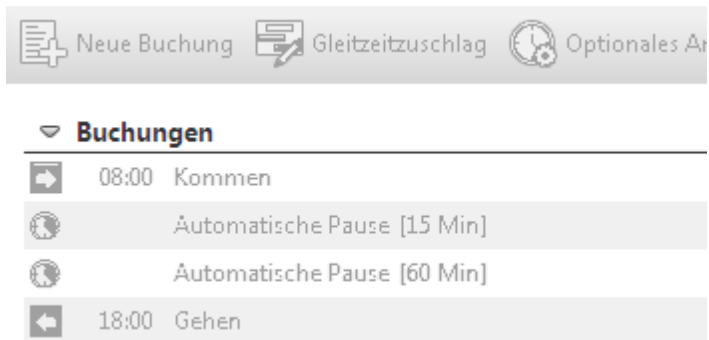 Neue Buchung Gleitzeitzuschlag Optionales
Buchungen
08:00 Kommen
Automatische Pause [15 Min]
Automatische Pause [60 Min]
18:00 Gehen